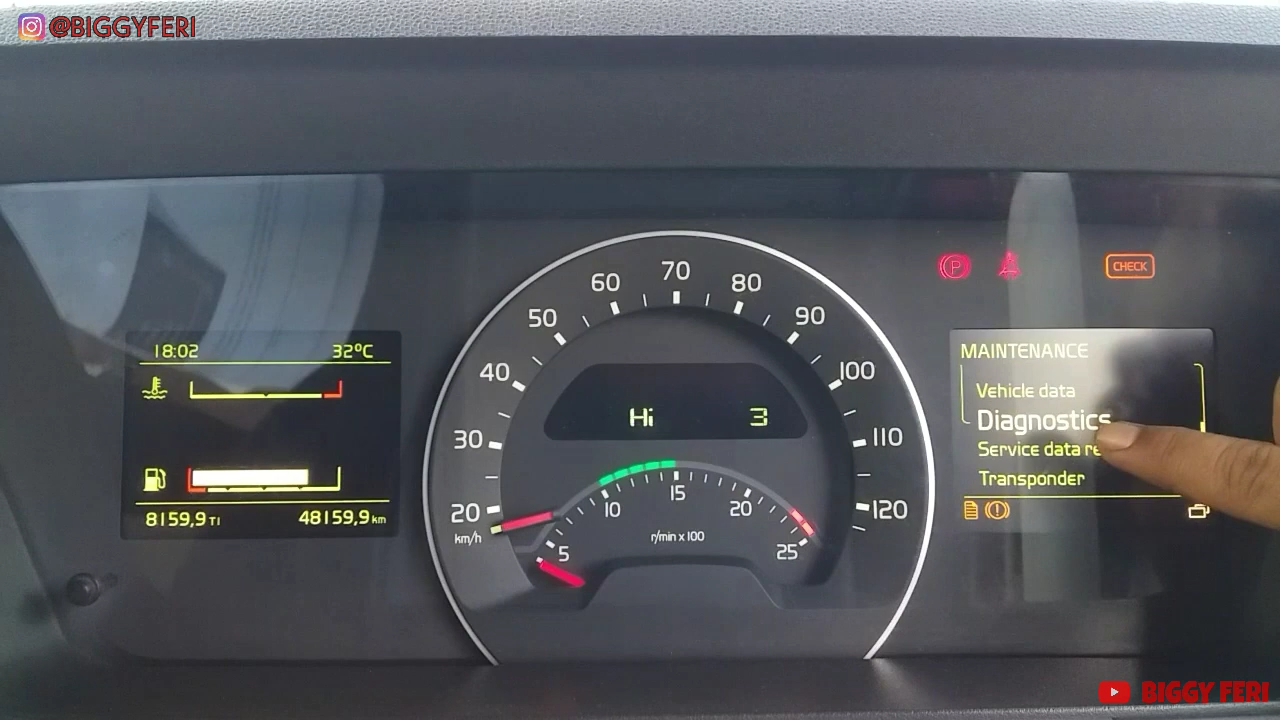 @BIGGYFERI
18:02 32°C
8159,9 TI 48159,9 km
20 30 40 50 60 70 80 90 100 110 120
km/h
Hi 3
5 10 15 20 25
r/min x 100
P
CHECK
MAINTENANCE
Vehicle data
Diagnostics
Service data re
Transponder
BIGGY FERI